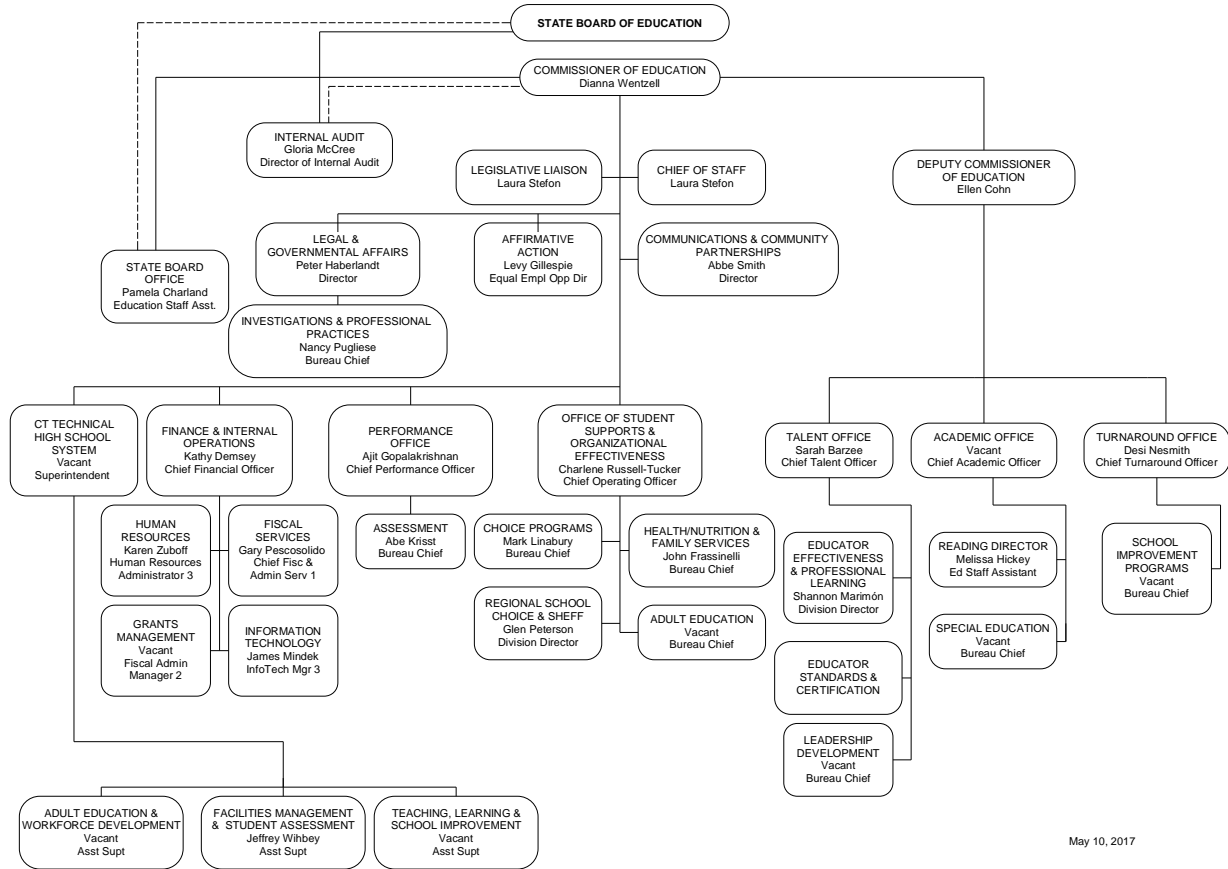 STATE BOARD OF EDUCATION
COMMISSIONER OF EDUCATION
Dianna Wentzell
INTERNAL AUDIT
Gloria McCree
Director of Internal Audit
LEGISLATIVE LIAISON
Laura Stefon
CHIEF OF STAFF
Laura Stefon
DEPUTY COMMISSIONER
OF EDUCATION
Ellen Cohn
STATE BOARD
OFFICE
Pamela Charland
Education Staff Asst.
LEGAL &
GOVERNMENTAL AFFAIRS
Peter Haberlandt
Director
AFFIRMATIVE
ACTION
Levy Gillespie
Equal Empl Opp Dir
COMMUNICATIONS & COMMUNITY
PARTNERSHIPS
Abbe Smith
Director
INVESTIGATIONS & PROFESSIONAL
PRACTICES
Nancy Pugliese
Bureau Chief
CT TECHNICAL
HIGH SCHOOL
SYSTEM
Vacant
Superintendent
FINANCE & INTERNAL
OPERATIONS
Kathy Demsey
Chief Financial Officer
PERFORMANCE
OFFICE
Ajit Gopalakrishnan
Chief Performance Officer
OFFICE OF STUDENT
SUPPORTS &
ORGANIZATIONAL
EFFECTIVENESS
Charlene Russell-Tucker
Chief Operating Officer
TALENT OFFICE
Sarah Barzee
Chief Talent Officer
ACADEMIC OFFICE
Vacant
Chief Academic Officer
TURNAROUND OFFICE
Desi Nesmith
Chief Turnaround Officer
HUMAN
RESOURCES
Karen Zuboff
Human Resources
Administrator 3
FISCAL
SERVICES
Gary Pescosolido
Chief Fisc &
Admin Serv 1
ASSESSMENT
Abe Krisst
Bureau Chief
CHOICE PROGRAMS
Mark Linabury
Bureau Chief
HEALTH/NUTRITION &
FAMILY SERVICES
John Frassinelli
Bureau Chief
EDUCATOR
EFFECTIVENESS
& PROFESSIONAL
LEARNING
Shannon Marimón
Division Director
READING DIRECTOR
Melissa Hickey
Ed Staff Assistant
SCHOOL
IMPROVEMENT
PROGRAMS
Vacant
Bureau Chief
GRANTS
MANAGEMENT
Vacant
Fiscal Admin
Manager 2
INFORMATION
TECHNOLOGY
James Mindek
InfoTech Mgr 3
REGIONAL SCHOOL
CHOICE & SHEFF
Glen Peterson
Division Director
ADULT EDUCATION
Vacant
Bureau Chief
SPECIAL EDUCATION
Vacant
Bureau Chief
EDUCATOR
STANDARDS &
CERTIFICATION
LEADERSHIP
DEVELOPMENT
Vacant
Bureau Chief
ADULT EDUCATION &
WORKFORCE DEVELOPMENT
Vacant
Asst Supt
FACILITIES MANAGEMENT
& STUDENT ASSESSMENT
Jeffrey Wihbey
Asst Supt
TEACHING, LEARNING &
SCHOOL IMPROVEMENT
Vacant
Asst Supt
May 10, 2017